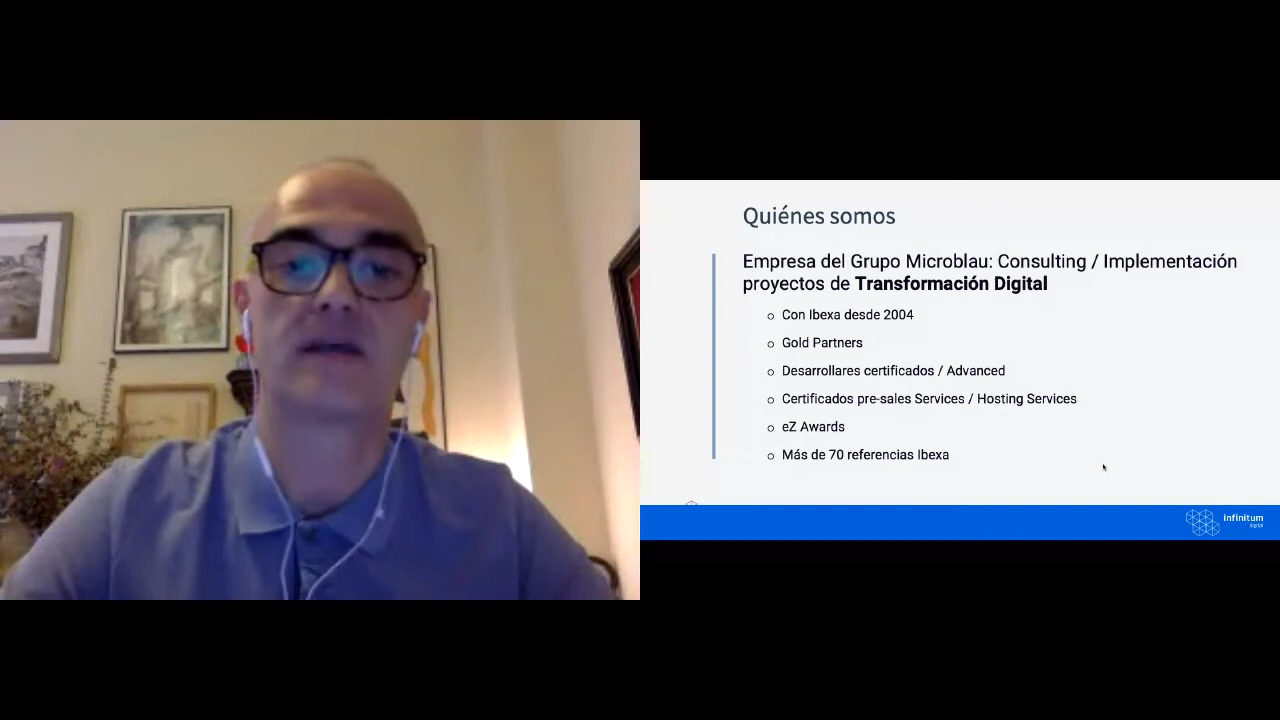 Quiénes somos
Empresa del Grupo Microblau: Consulting / Implementación
proyectos de Transformación Digital
Con Ibexa desde 2004
Gold Partners
Desarrollares certificados / Advanced
Certificados pre-sales Services / Hosting Services
eZ Awards
Más de 70 referencias Ibexa
infinitum
digital